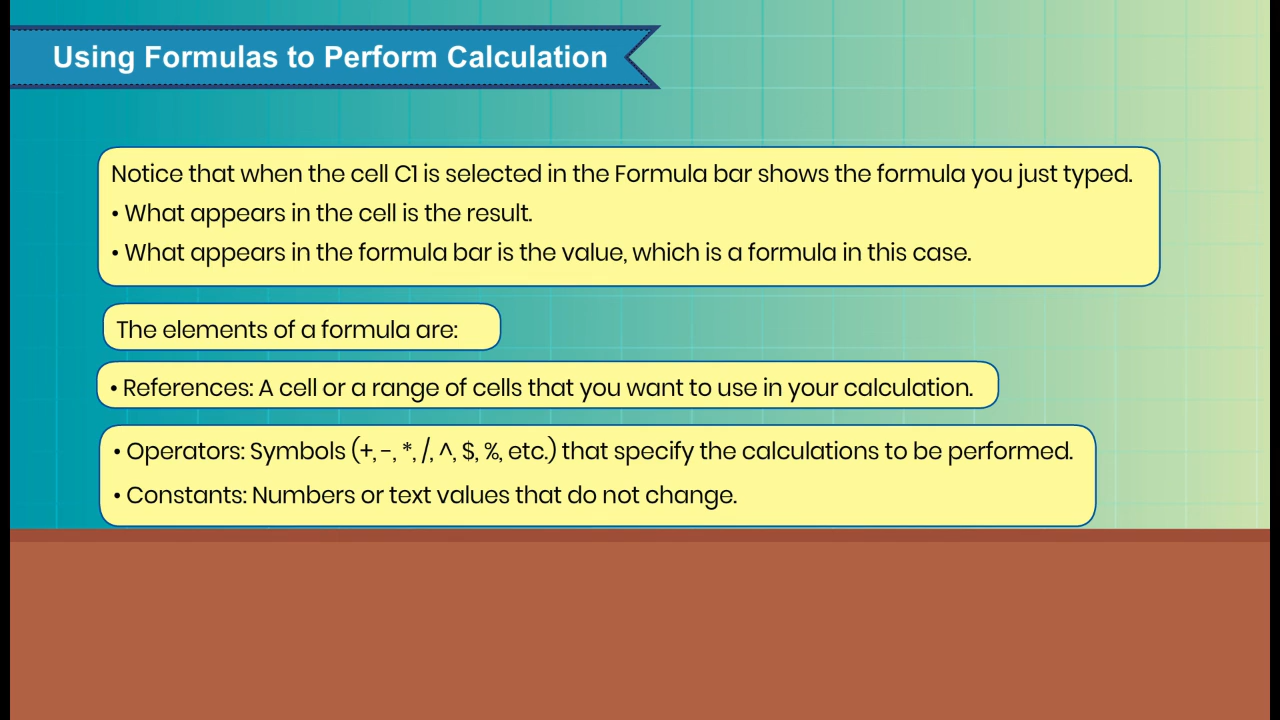 Using Formulas to Perform Calculation
Notice that when the cell C1 is selected in the Formula bar shows the formula you just typed.
• What appears in the cell is the result.
• What appears in the formula bar is the value, which is a formula in this case.
The elements of a formula are:
• References: A cell or a range of cells that you want to use in your calculation.
• Operators: Symbols (+, -, *, /, ^, $, %, etc.) that specify the calculations to be performed.
• Constants: Numbers or text values that do not change.